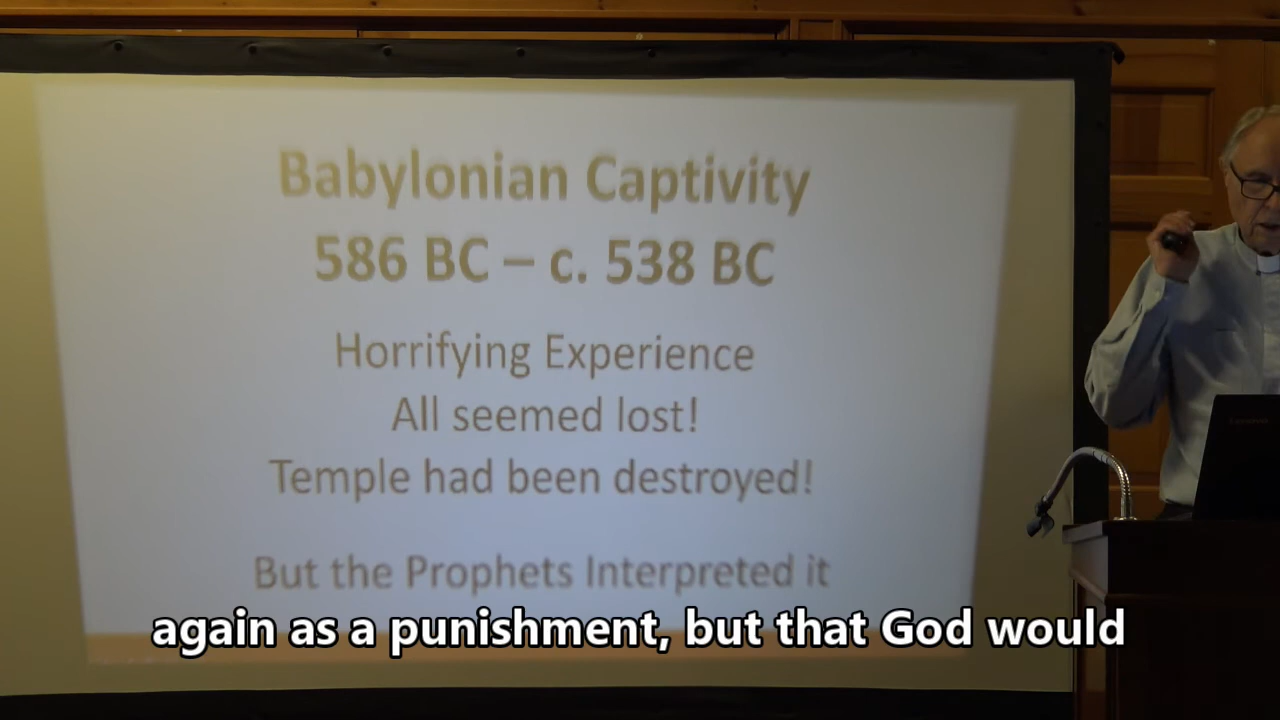 Babylonian Captivity
586 BC – c. 538 BC
Horrifying Experience
All seemed lost!
Temple had been destroyed!
But the Prophets Interpreted it
again as a punishment, but that God would